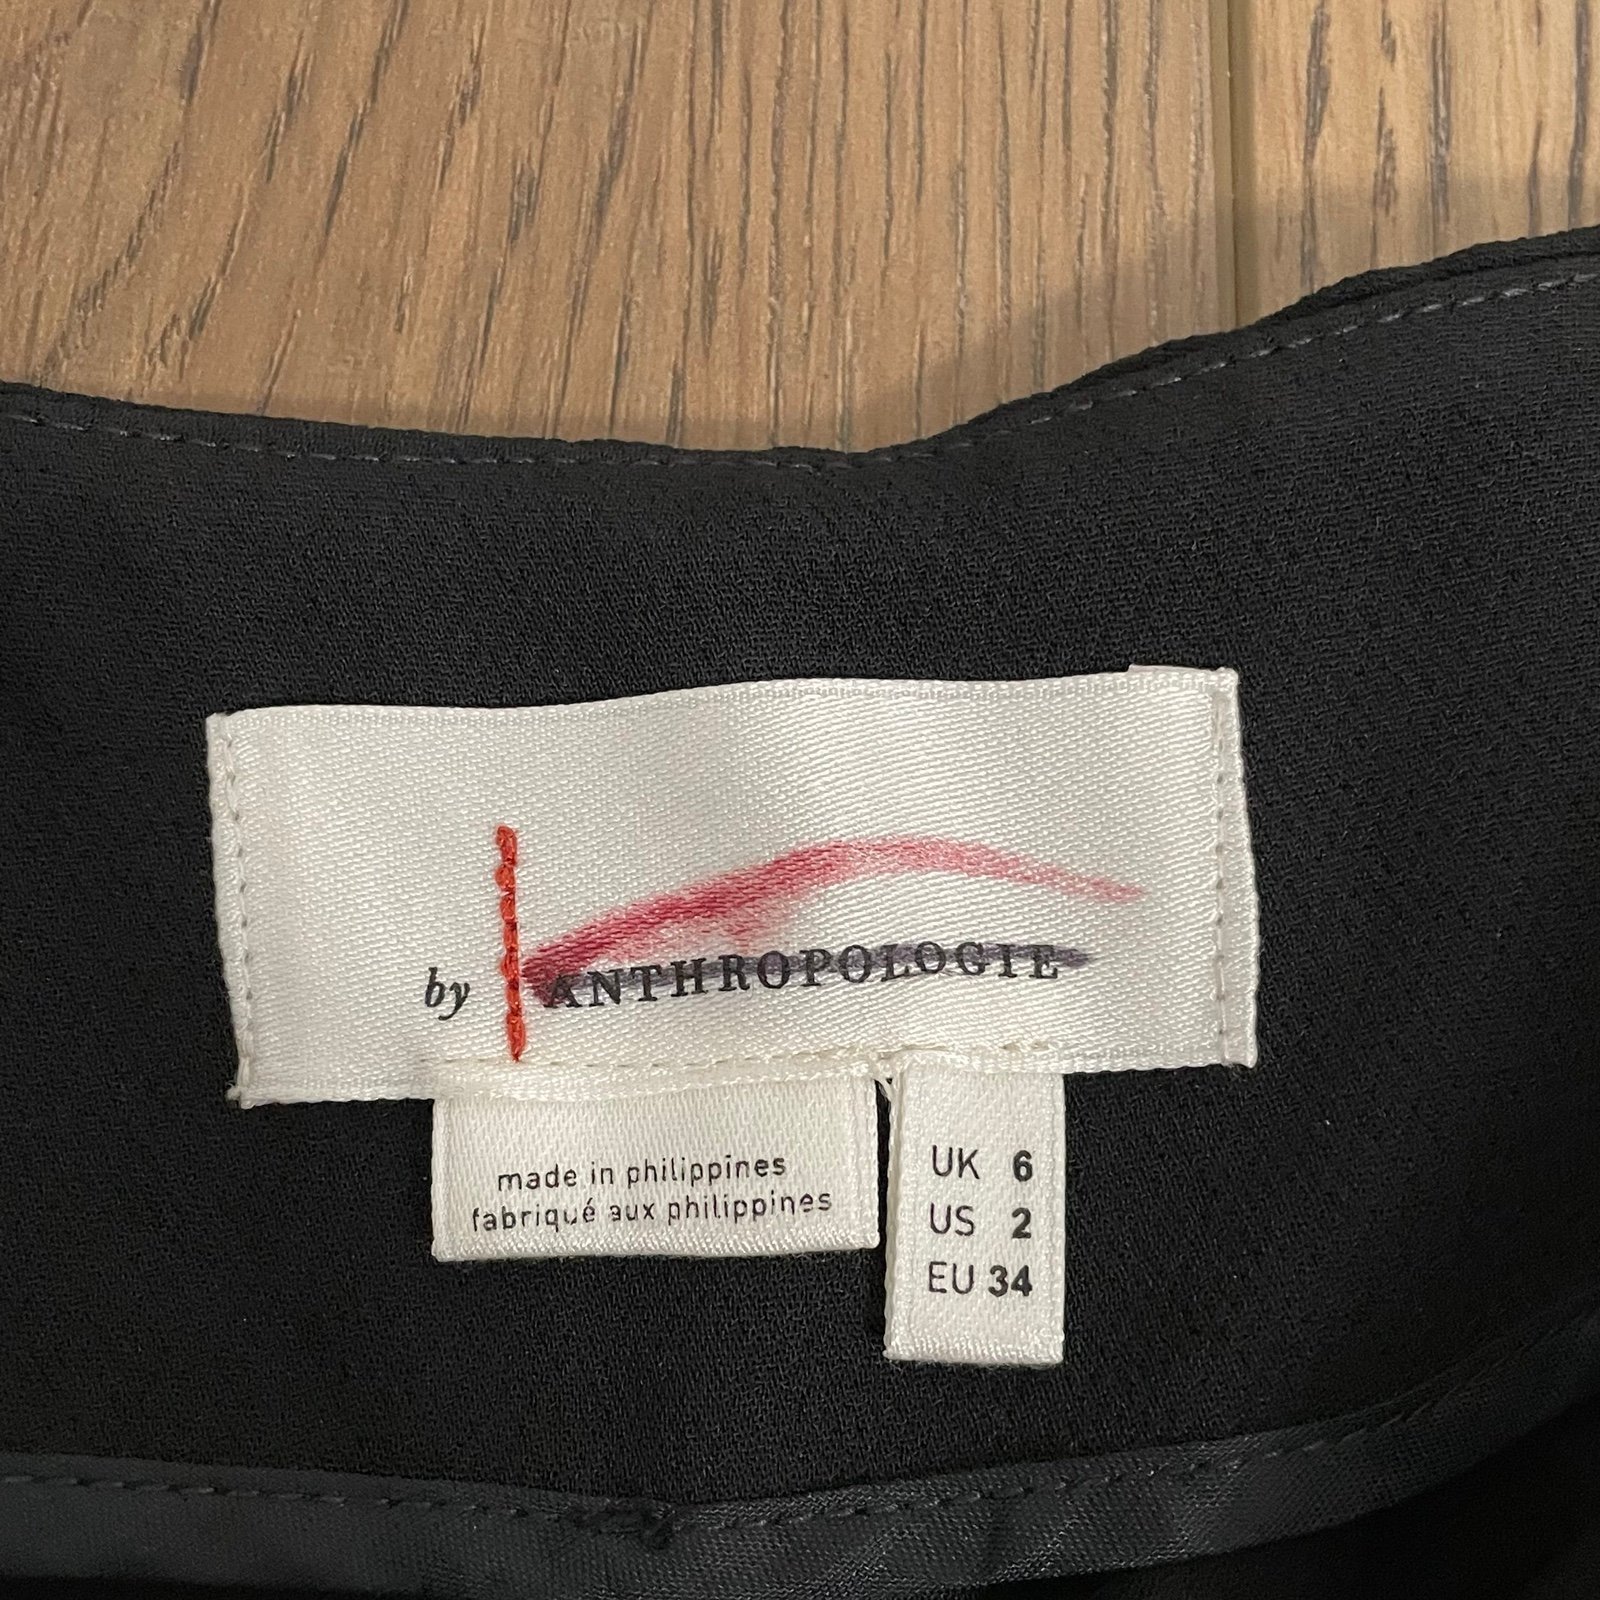 by ANTHROPOLOGIE
made in philippines
fabriqué aux philippines
UK 6
US 2
EU 34